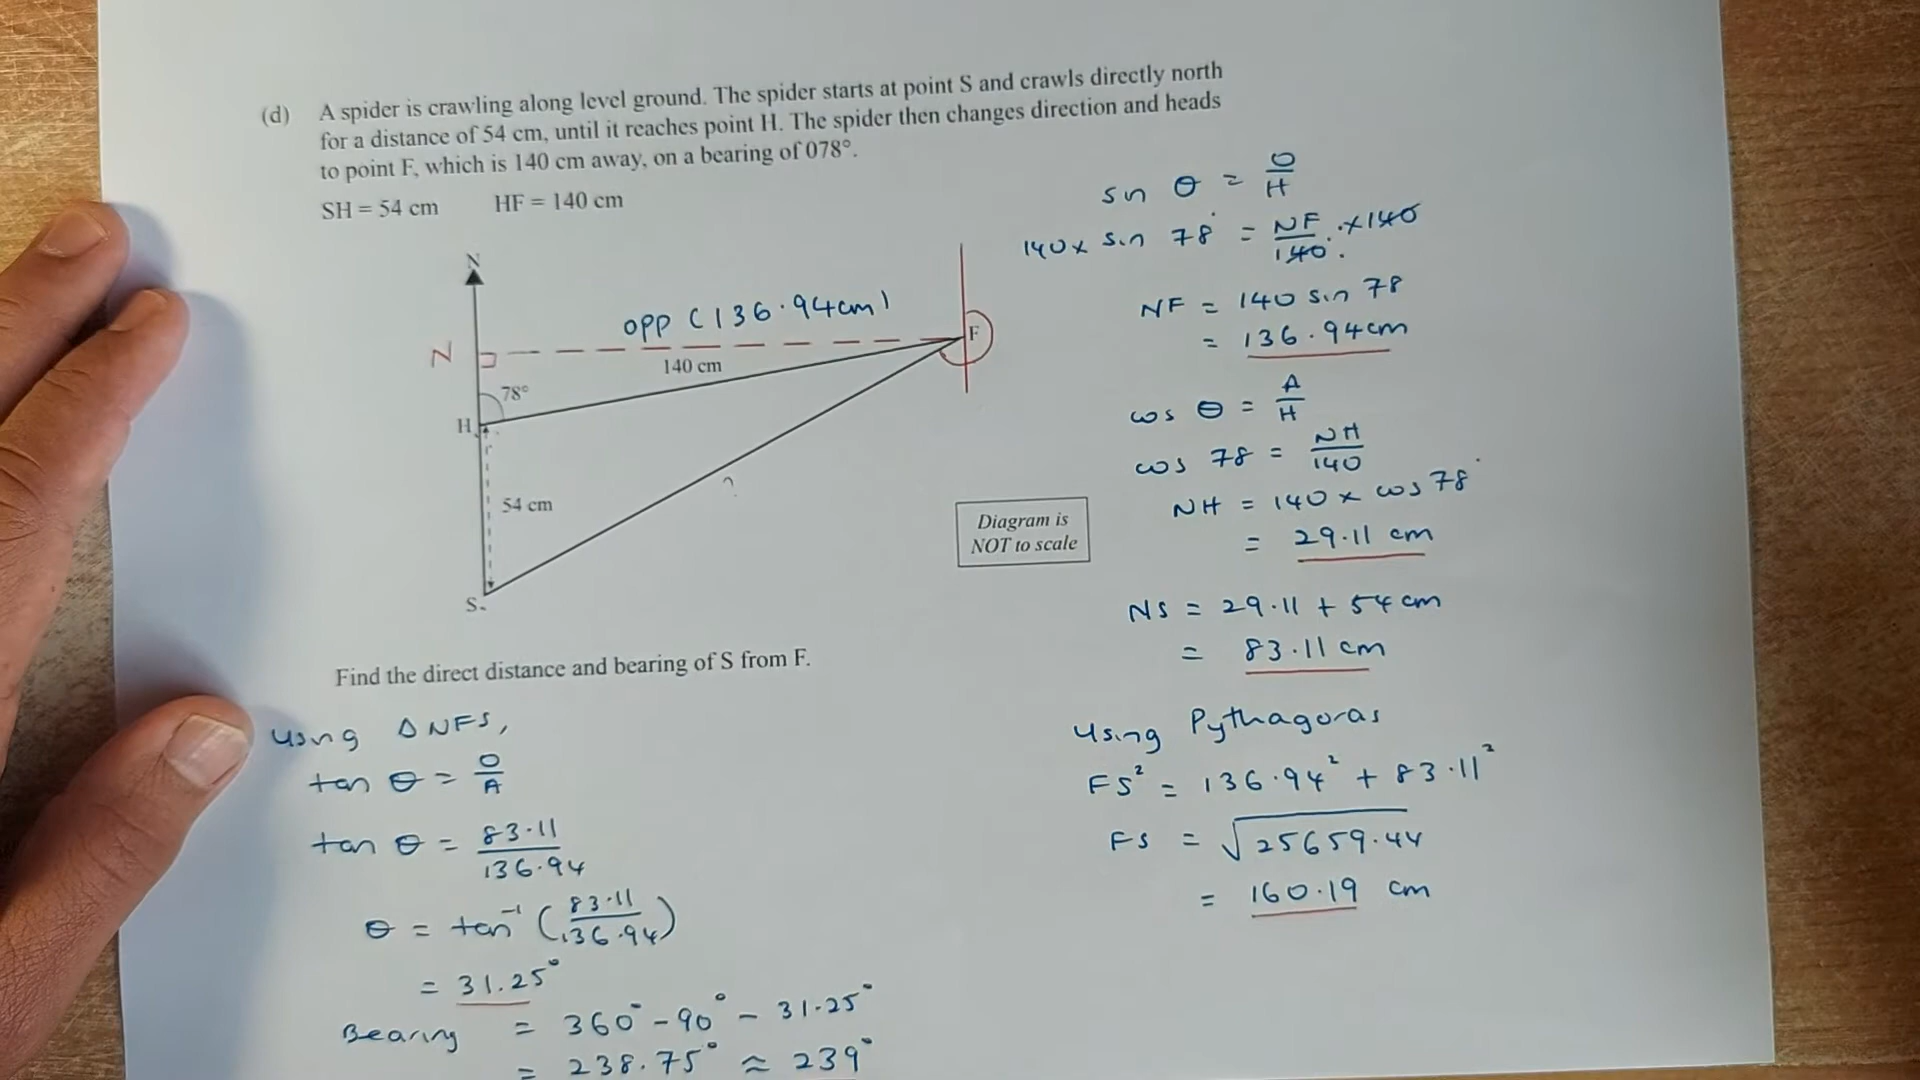 (d) A spider is crawling along level ground. The spider starts at point S and crawls directly north
for a distance of 54 cm, until it reaches point H. The spider then changes direction and heads
to point F, which is 140 cm away, on a bearing of 078°.
SH = 54 cm HF = 140 cm
N
opp (136.94cm)
N
F
140 cm
78°
H
54 cm
?
S
Diagram is
NOT to scale
Find the direct distance and bearing of S from F.
using Δ NFS,
tan θ = O/A
tan θ = 83.11/136.94
θ = tan⁻¹ (83.11/136.94)
= 31.25°
Bearing = 360° - 90° - 31.25°
= 238.75° ≈ 239°
sin θ = O/H
140 x sin 78° = NF/140 . x 140
NF = 140 sin 78
= 136.94cm
cos θ = A/H
cos 78 = NH/140
NH = 140 x cos 78°
= 29.11 cm
NS = 29.11 + 54 cm
= 83.11 cm
Using Pythagoras
FS² = 136.94² + 83.11²
FS = √25659.44
= 160.19 cm